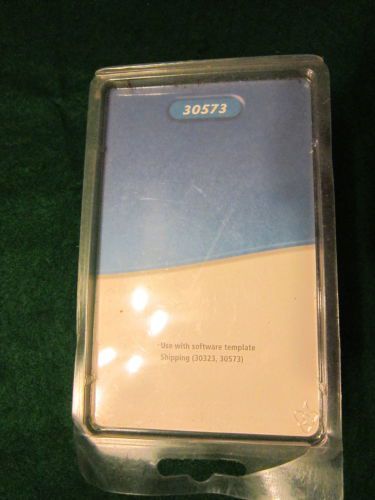 30573
·Use with software template
Shipping (30323, 30573)